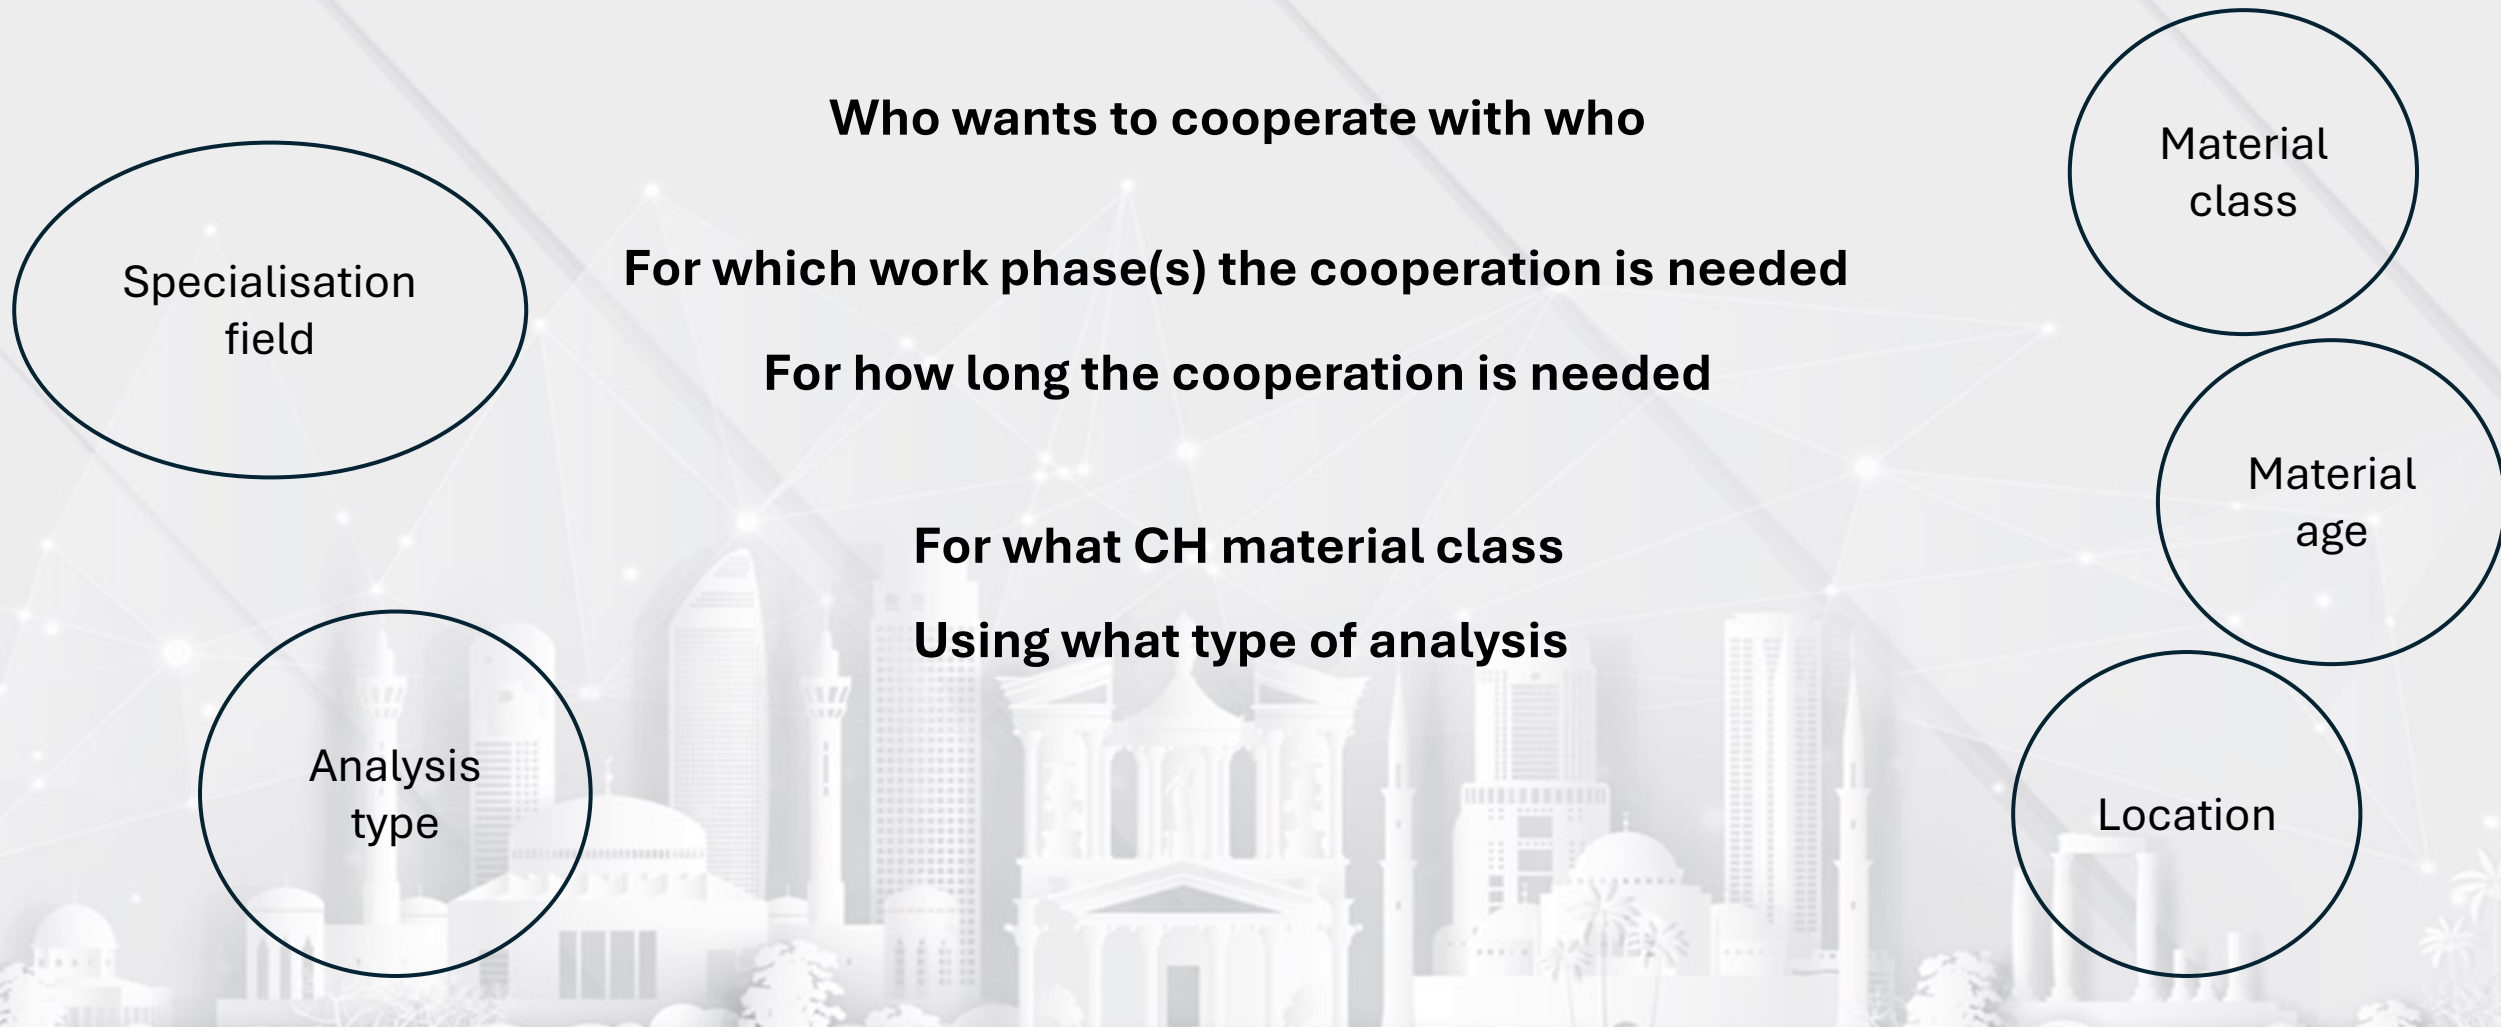 Who wants to cooperate with who
For which work phase(s) the cooperation is needed
For how long the cooperation is needed
For what CH material class
Using what type of analysis
Specialisation
field
Analysis
type
Material
class
Material
age
Location